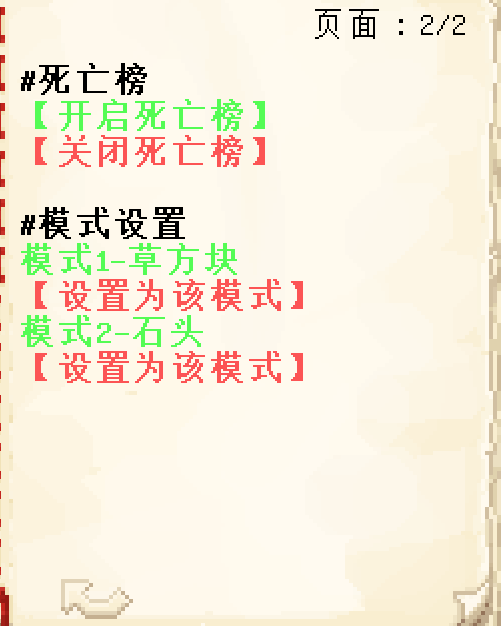 页面：2/2
#死亡榜
【开启死亡榜】
【关闭死亡榜】
#模式设置
模式1-草方块
【设置为该模式】
模式2-石头
【设置为该模式】